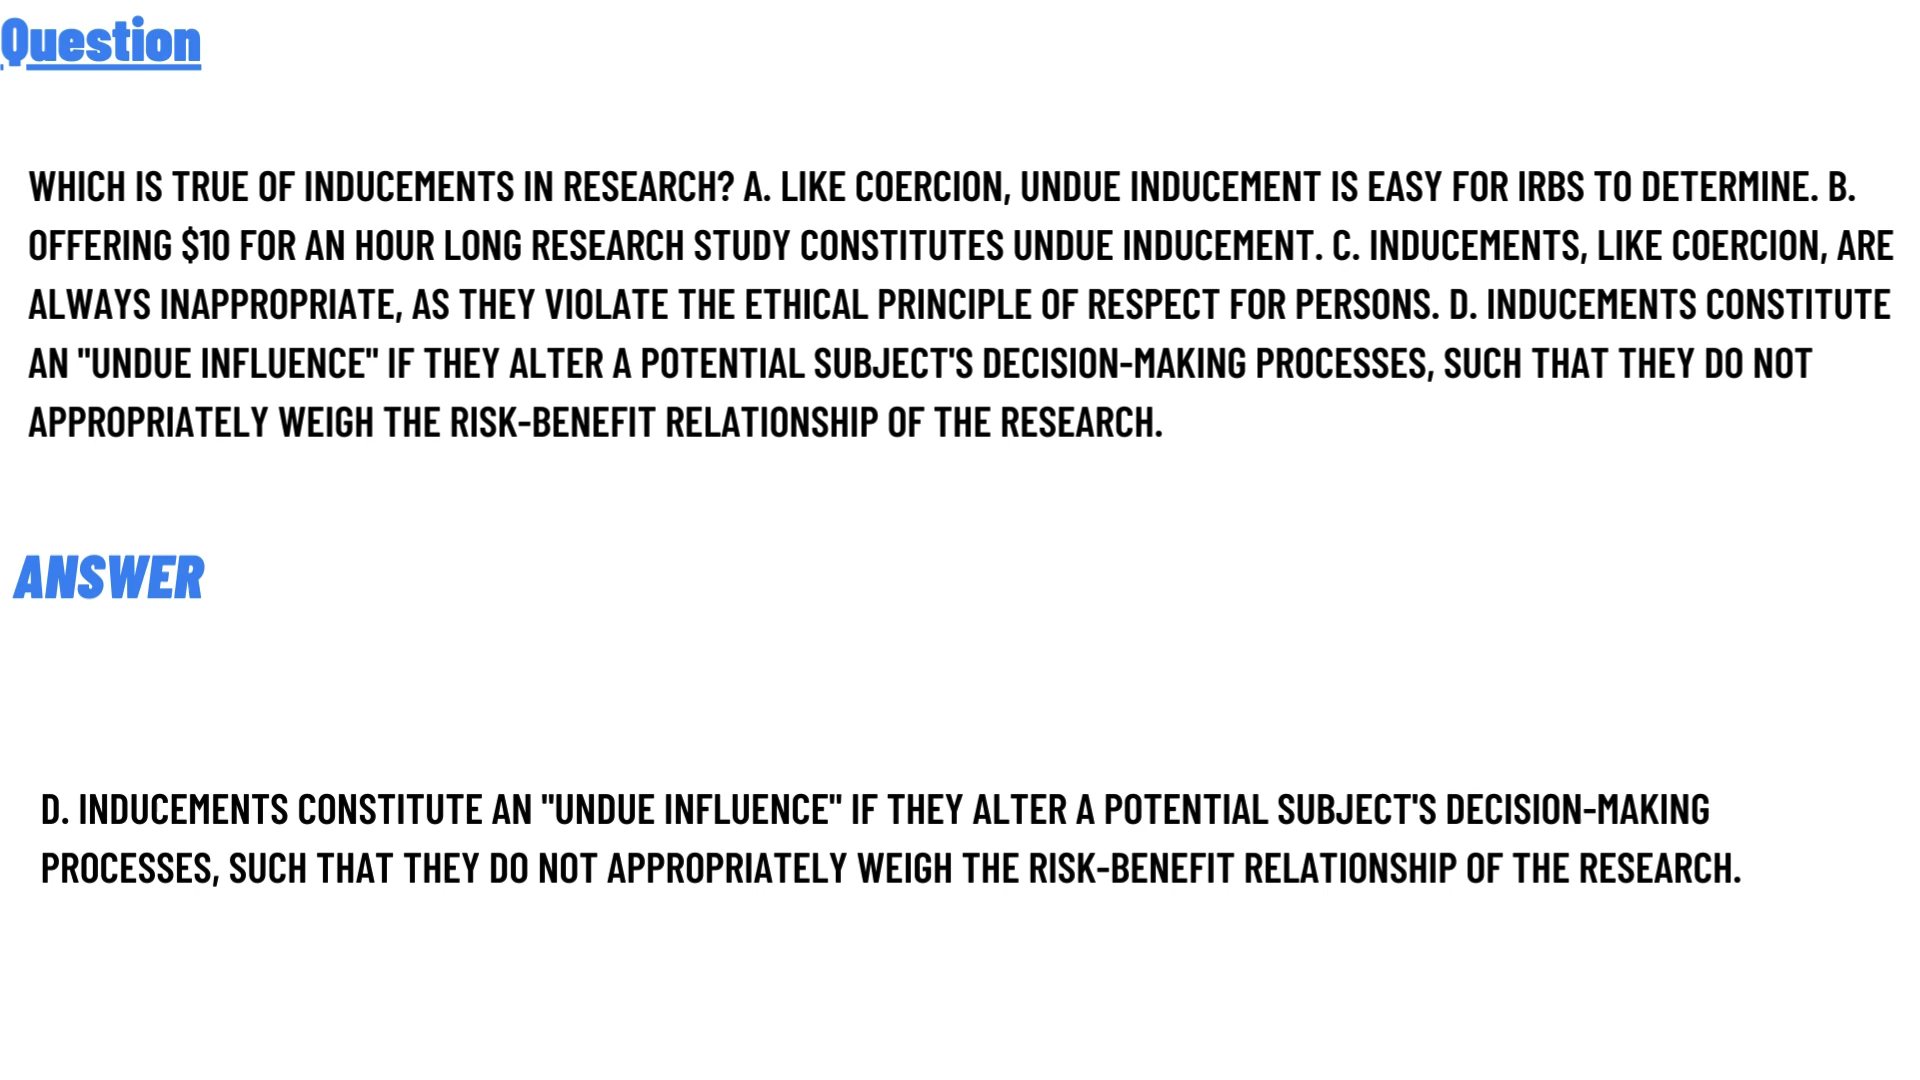 Question
WHICH IS TRUE OF INDUCEMENTS IN RESEARCH? A. LIKE COERCION, UNDUE INDUCEMENT IS EASY FOR IRBS TO DETERMINE. B.
OFFERING $10 FOR AN HOUR LONG RESEARCH STUDY CONSTITUTES UNDUE INDUCEMENT. C. INDUCEMENTS, LIKE COERCION, ARE
ALWAYS INAPPROPRIATE, AS THEY VIOLATE THE ETHICAL PRINCIPLE OF RESPECT FOR PERSONS. D. INDUCEMENTS CONSTITUTE
AN "UNDUE INFLUENCE" IF THEY ALTER A POTENTIAL SUBJECT'S DECISION-MAKING PROCESSES, SUCH THAT THEY DO NOT
APPROPRIATELY WEIGH THE RISK-BENEFIT RELATIONSHIP OF THE RESEARCH.
ANSWER
D. INDUCEMENTS CONSTITUTE AN "UNDUE INFLUENCE" IF THEY ALTER A POTENTIAL SUBJECT'S DECISION-MAKING
PROCESSES, SUCH THAT THEY DO NOT APPROPRIATELY WEIGH THE RISK-BENEFIT RELATIONSHIP OF THE RESEARCH.